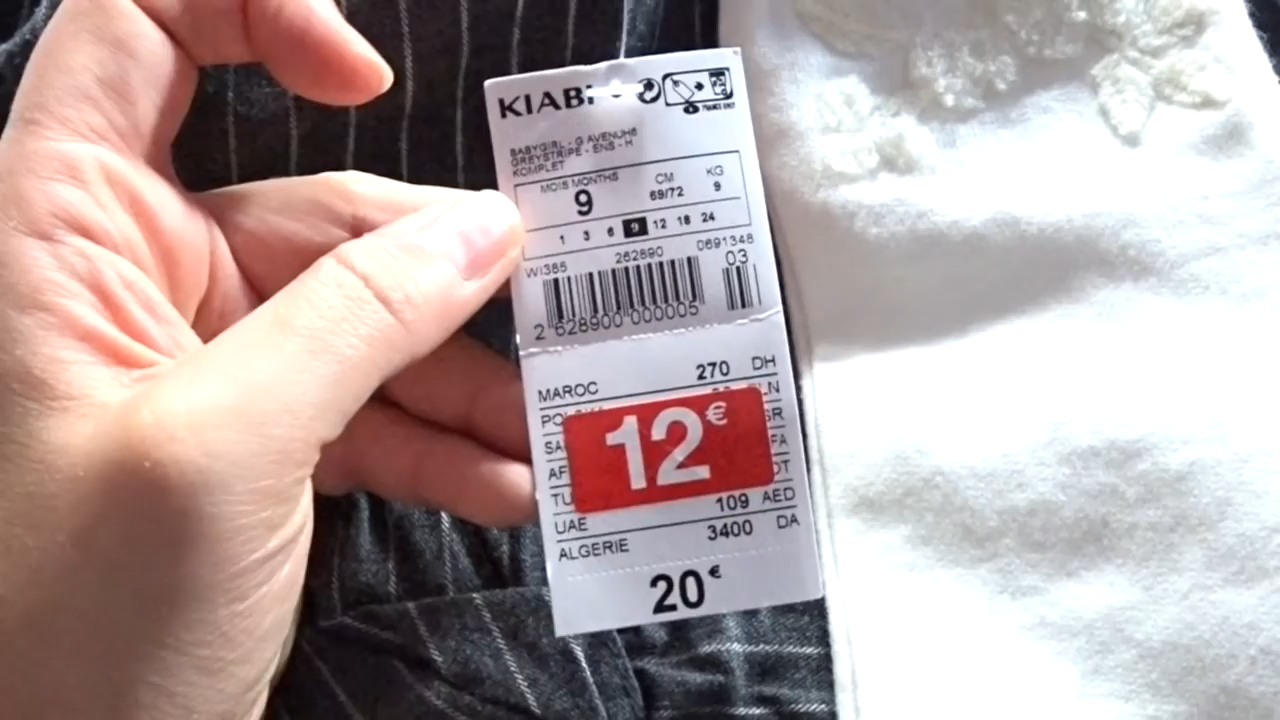 KIABI
FRANCE ONLY
BABYGIRL - G AVENUH6
GREYSTRIPE - ENS - H
KOMPLET
MOIS MONTHS CM KG
9 69/72 9
1 3 6 9 12 18 24
WI385 262890 0691348
03
2 628900 000005
MAROC 270 DH
12€
UAE 109 AED
ALGERIE 3400 DA
20€